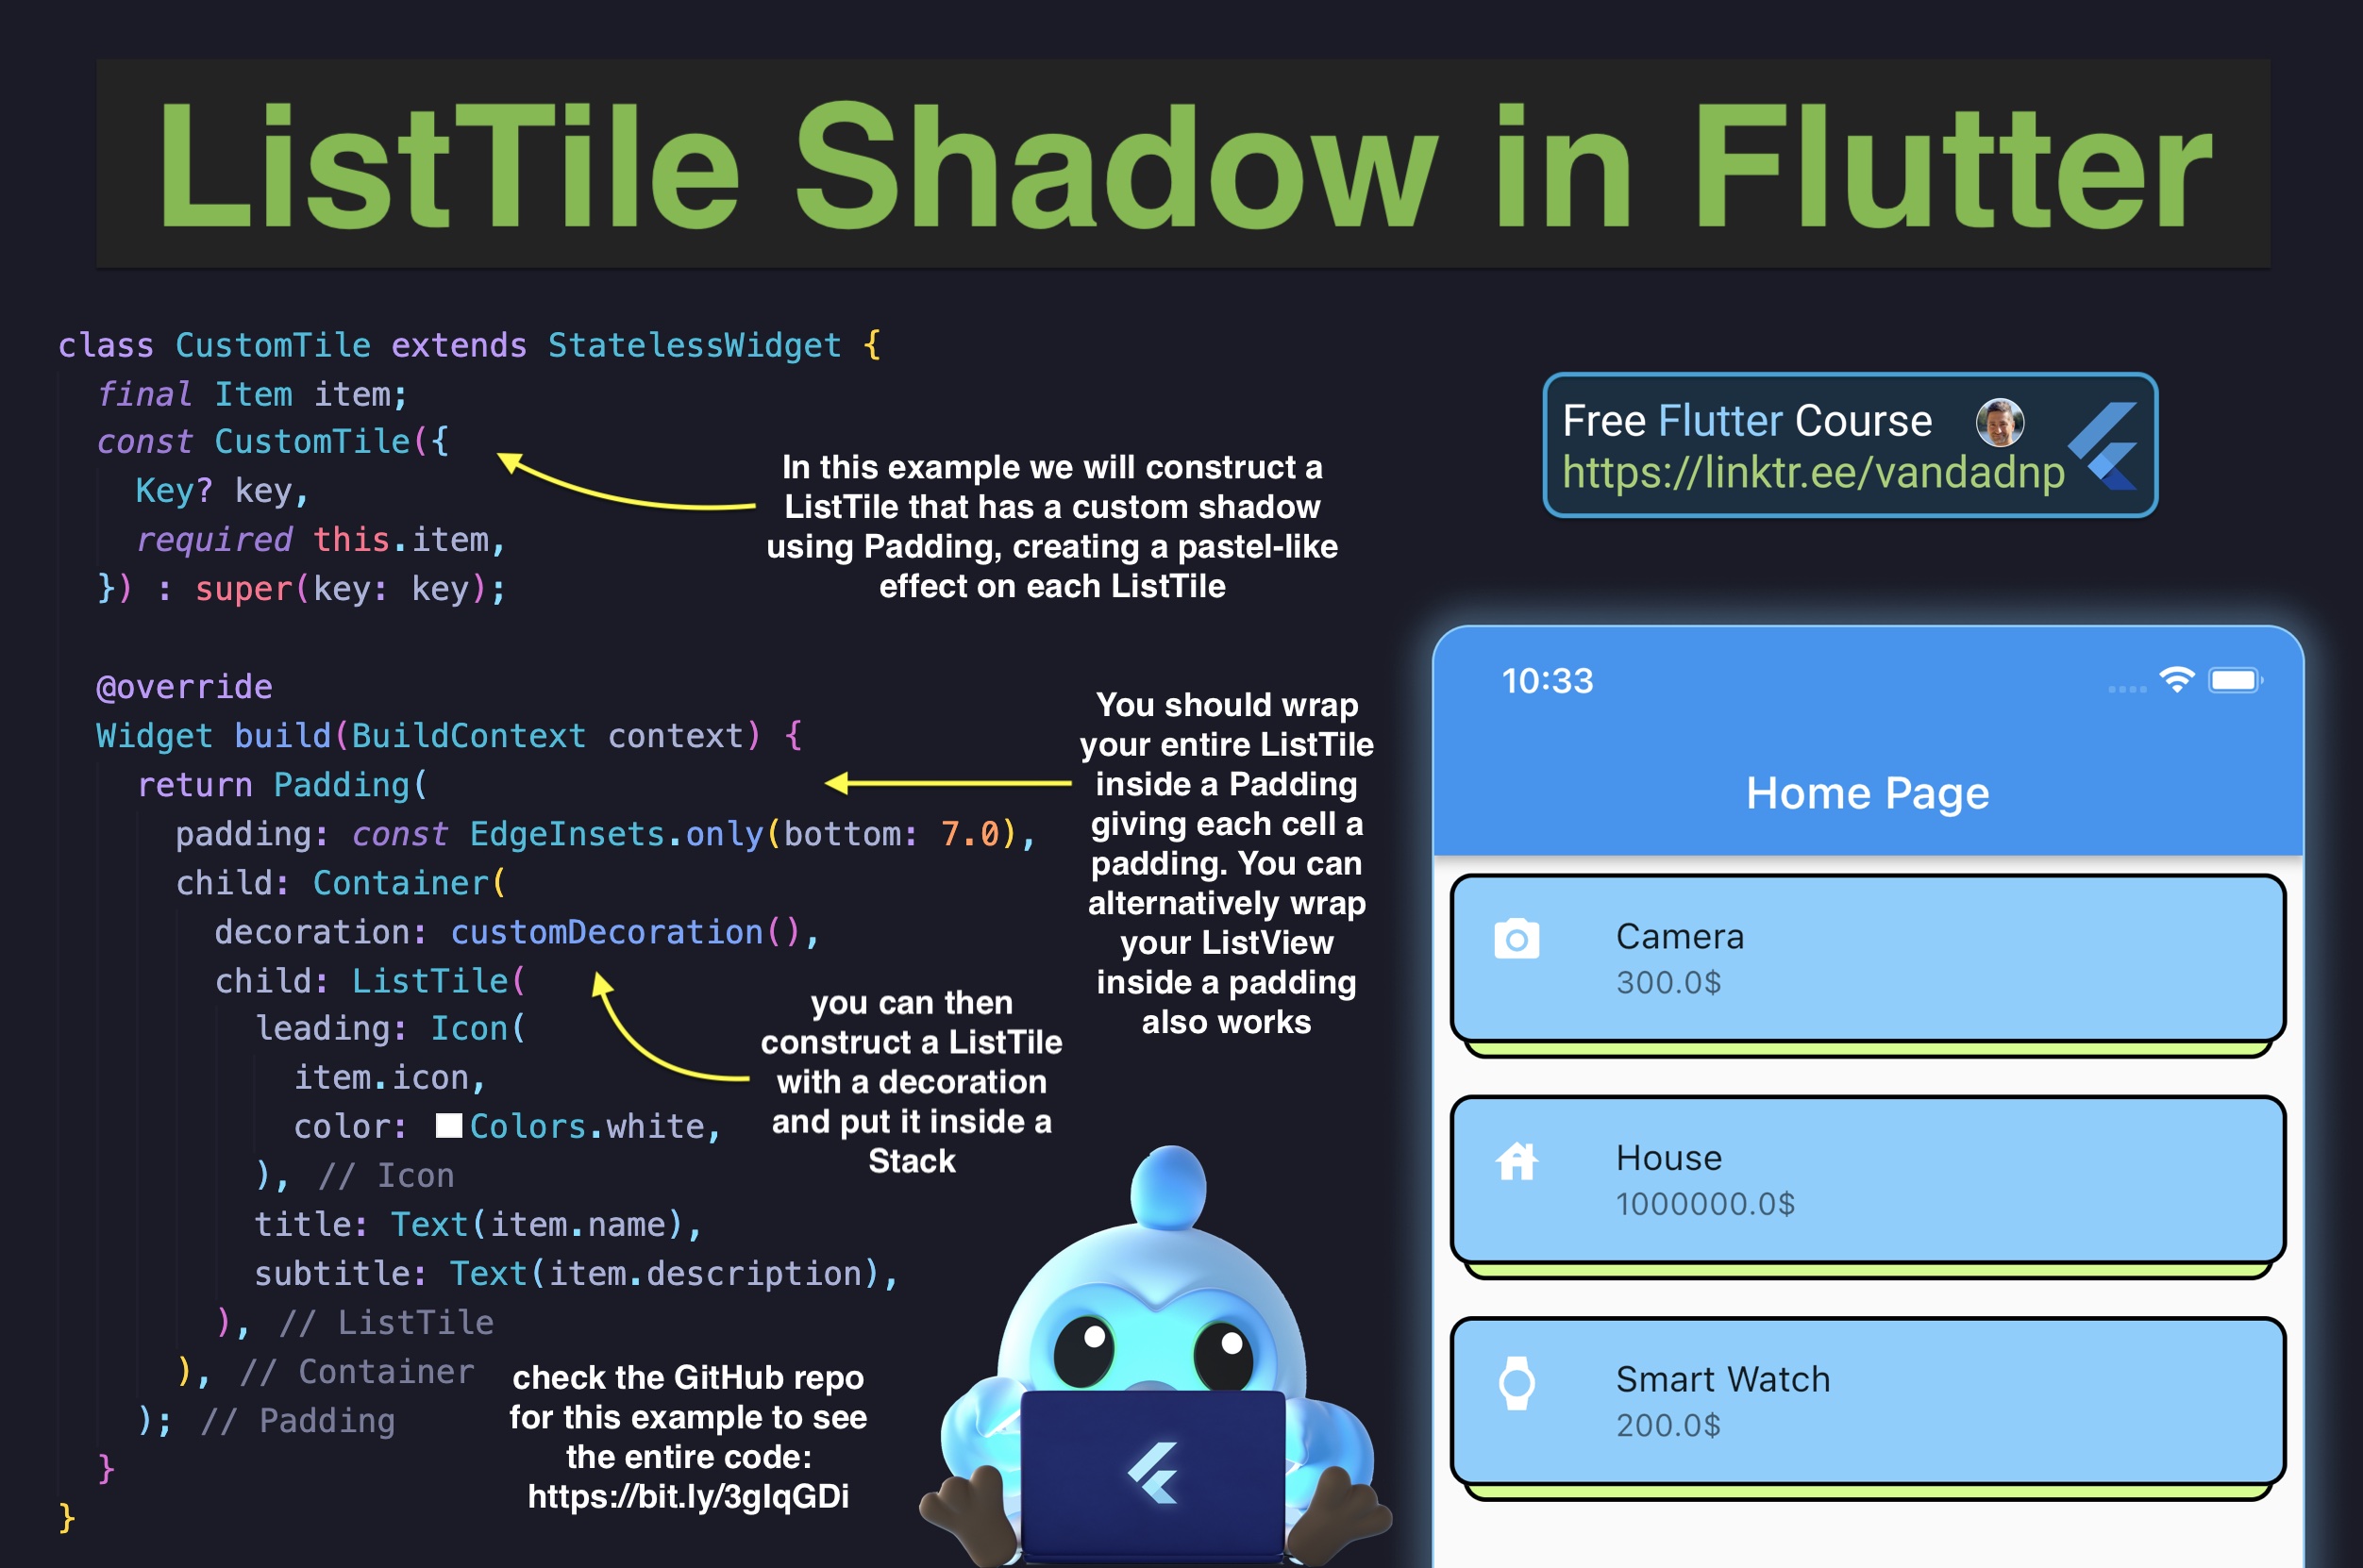 ListTile Shadow in Flutter
class CustomTile extends StatelessWidget {
final Item item;
const CustomTile({
Key? key,
required this.item,
}) : super(key: key);
@override
Widget build(BuildContext context) {
return Padding(
padding: const EdgeInsets.only(bottom: 7.0),
child: Container(
decoration: customDecoration(),
child: ListTile(
leading: Icon(
item.icon,
color: Colors.white,
), // Icon
title: Text(item.name),
subtitle: Text(item.description),
), // ListTile
), // Container
); // Padding
}
}
In this example we will construct a
ListTile that has a custom shadow
using Padding, creating a pastel-like
effect on each ListTile
You should wrap
your entire ListTile
inside a Padding
giving each cell a
padding. You can
alternatively wrap
your ListView
inside a padding
also works
you can then
construct a ListTile
with a decoration
and put it inside a
Stack
check the GitHub repo
for this example to see
the entire code:
https://bit.ly/3glqGDi
Free Flutter Course
https://linktr.ee/vandadnp
10:33
Home Page
Camera
300.0$
House
1000000.0$
Smart Watch
200.0$